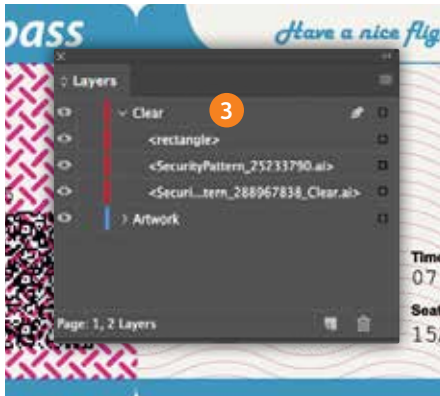 pass
Have a nice flig
Layers
Clear
3
<rectangle>
<SecurityPattern_25233790.ai>
<Securi...tern_288967838_Clear.ai>
Artwork
Time
07
Seat
15
Page: 1, 2 Layers